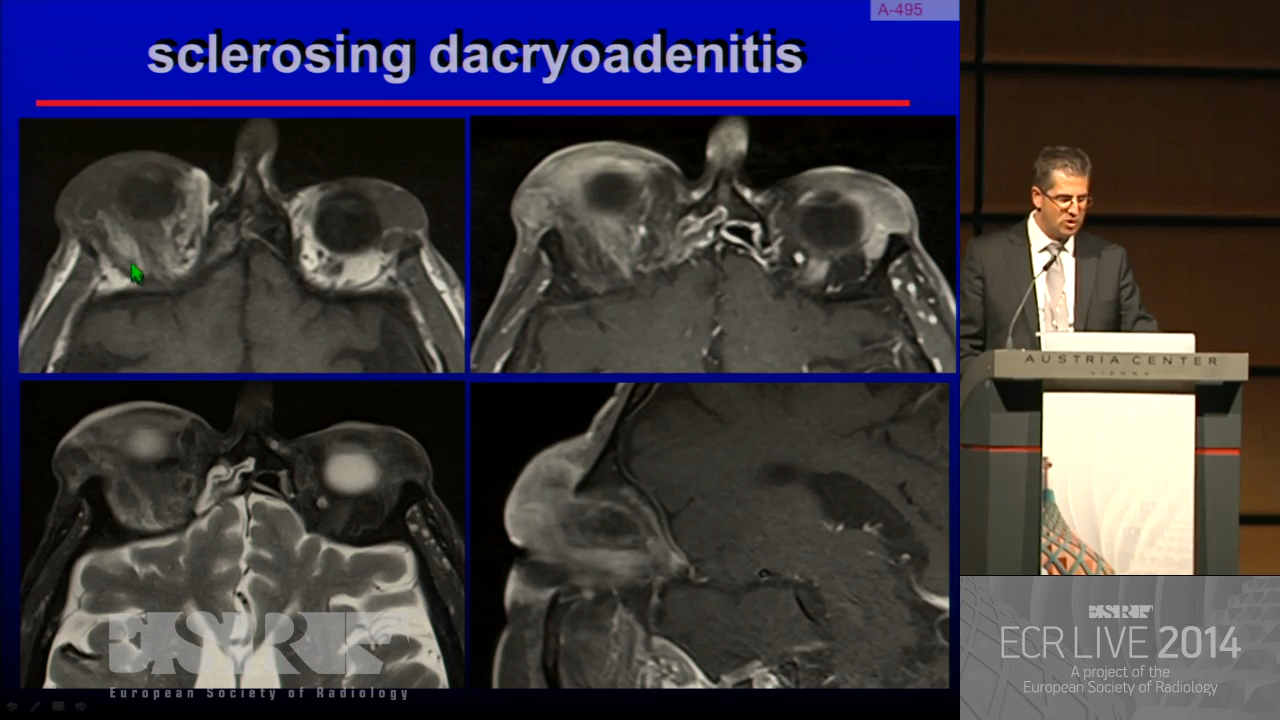 A-495
sclerosing dacryoadenitis
ESR
European Society of Radiology
AUSTRIA CENTER
VIENNA
ESR
ECR LIVE 2014
A project of the
European Society of Radiology